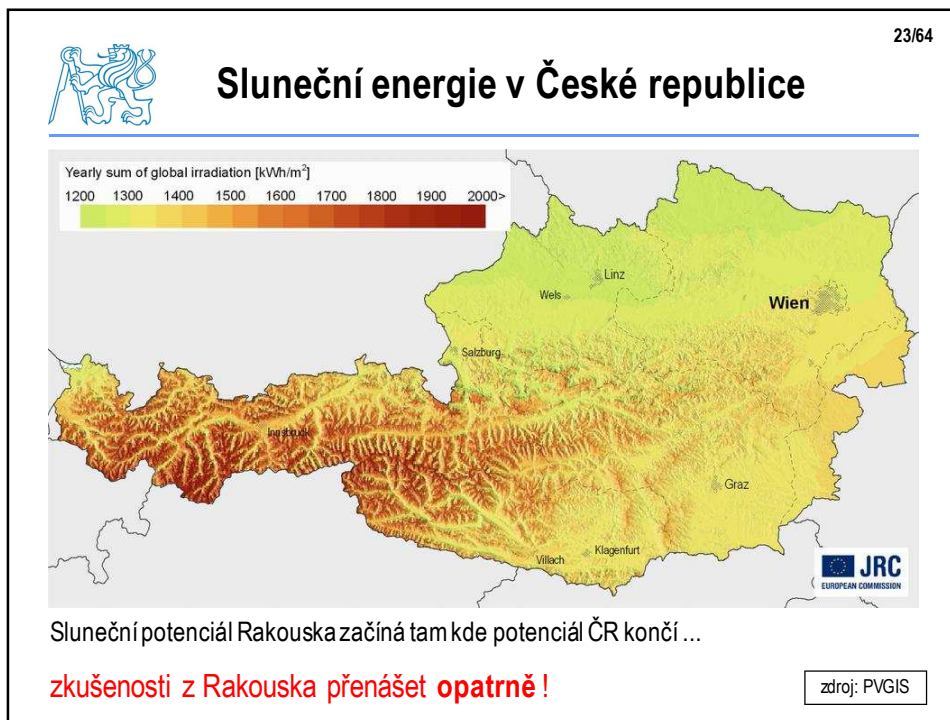 23/64
Sluneční energie v České republice
Yearly sum of global irradiation [kWh/m²]
1200 1300 1400 1500 1600 1700 1800 1900 2000>
Linz
Wels
Wien
Salzburg
Innsbruck
Graz
Klagenfurt
Villach
JRC
EUROPEAN COMMISSION
Sluneční potenciál Rakouska začíná tam kde potenciál ČR končí ...
zkušenosti z Rakouska přenášet opatrně !
zdroj: PVGIS